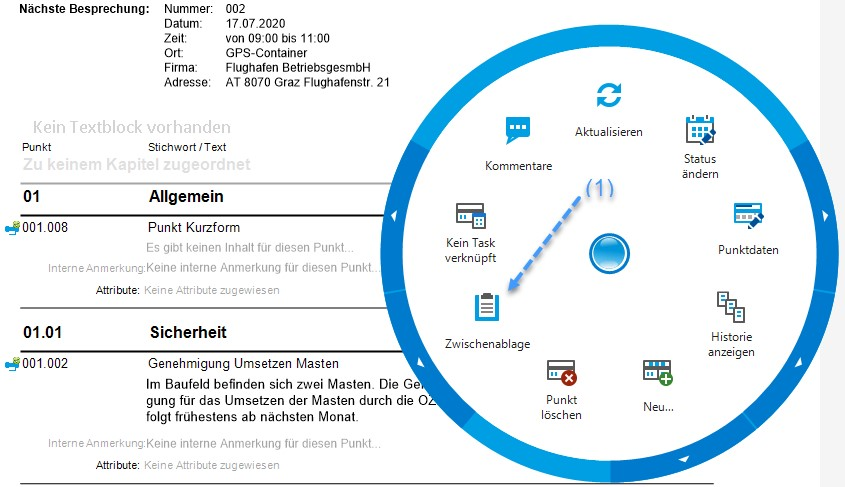 Nächste Besprechung: Nummer: 002
Datum: 17.07.2020
Zeit: von 09:00 bis 11:00
Ort: GPS-Container
Firma: Flughafen BetriebsgesmbH
Adresse: AT 8070 Graz Flughafenstr. 21
Kein Textblock vorhanden
Punkt Stichwort / Text
Zu keinem Kapitel zugeordnet
01 Allgemein
001.008 Punkt Kurzform
Es gibt keinen Inhalt für diesen Punkt...
Interne Anmerkung: Keine interne Anmerkung für diesen Punkt...
Attribute: Keine Attribute zugewiesen
01.01 Sicherheit
001.002 Genehmigung Umsetzen Masten
Im Baufeld befinden sich zwei Masten. Die Ge
gung für das Umsetzen der Masten durch die OZ
folgt frühestens ab nächsten Monat.
Interne Anmerkung: Keine interne Anmerkung für diesen Punkt...
Attribute: Keine Attribute zugewiesen
Aktualisieren
Status
ändern
Punktdaten
Historie
anzeigen
Neu...
Punkt
löschen
Zwischenablage
Kein Task
verknüpft
Kommentare
(1)